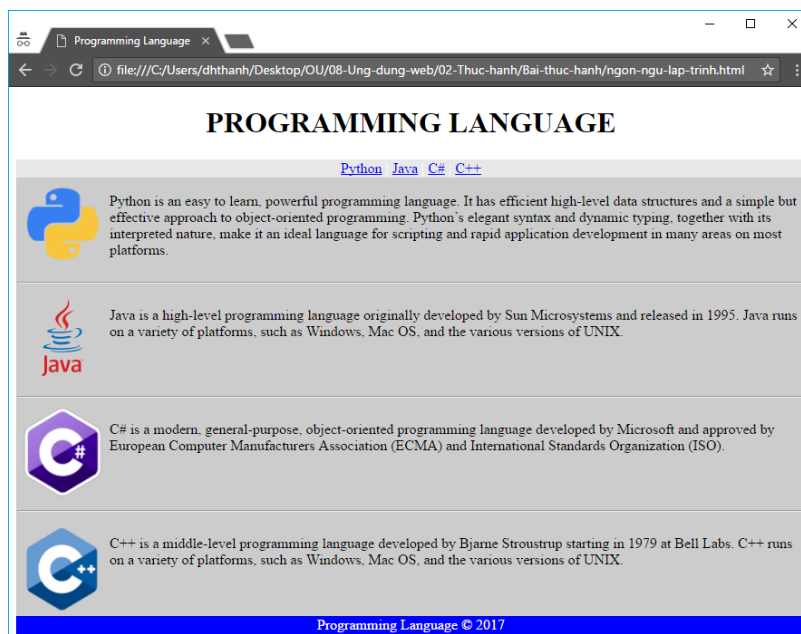 Programming Language
file:///C:/Users/dhthanh/Desktop/OU/08-Ung-dung-web/02-Thuc-hanh/Bai-thuc-hanh/ngon-ngu-lap-trinh.html
PROGRAMMING LANGUAGE
Python | Java | C# | C++
Python is an easy to learn, powerful programming language. It has efficient high-level data structures and a simple but
effective approach to object-oriented programming. Python’s elegant syntax and dynamic typing, together with its
interpreted nature, make it an ideal language for scripting and rapid application development in many areas on most
platforms.
Java is a high-level programming language originally developed by Sun Microsystems and released in 1995. Java runs
on a variety of platforms, such as Windows, Mac OS, and the various versions of UNIX.
Java
C# is a modern, general-purpose, object-oriented programming language developed by Microsoft and approved by
European Computer Manufacturers Association (ECMA) and International Standards Organization (ISO).
C#
C++ is a middle-level programming language developed by Bjarne Stroustrup starting in 1979 at Bell Labs. C++ runs
on a variety of platforms, such as Windows, Mac OS, and the various versions of UNIX.
C++
Programming Language © 2017